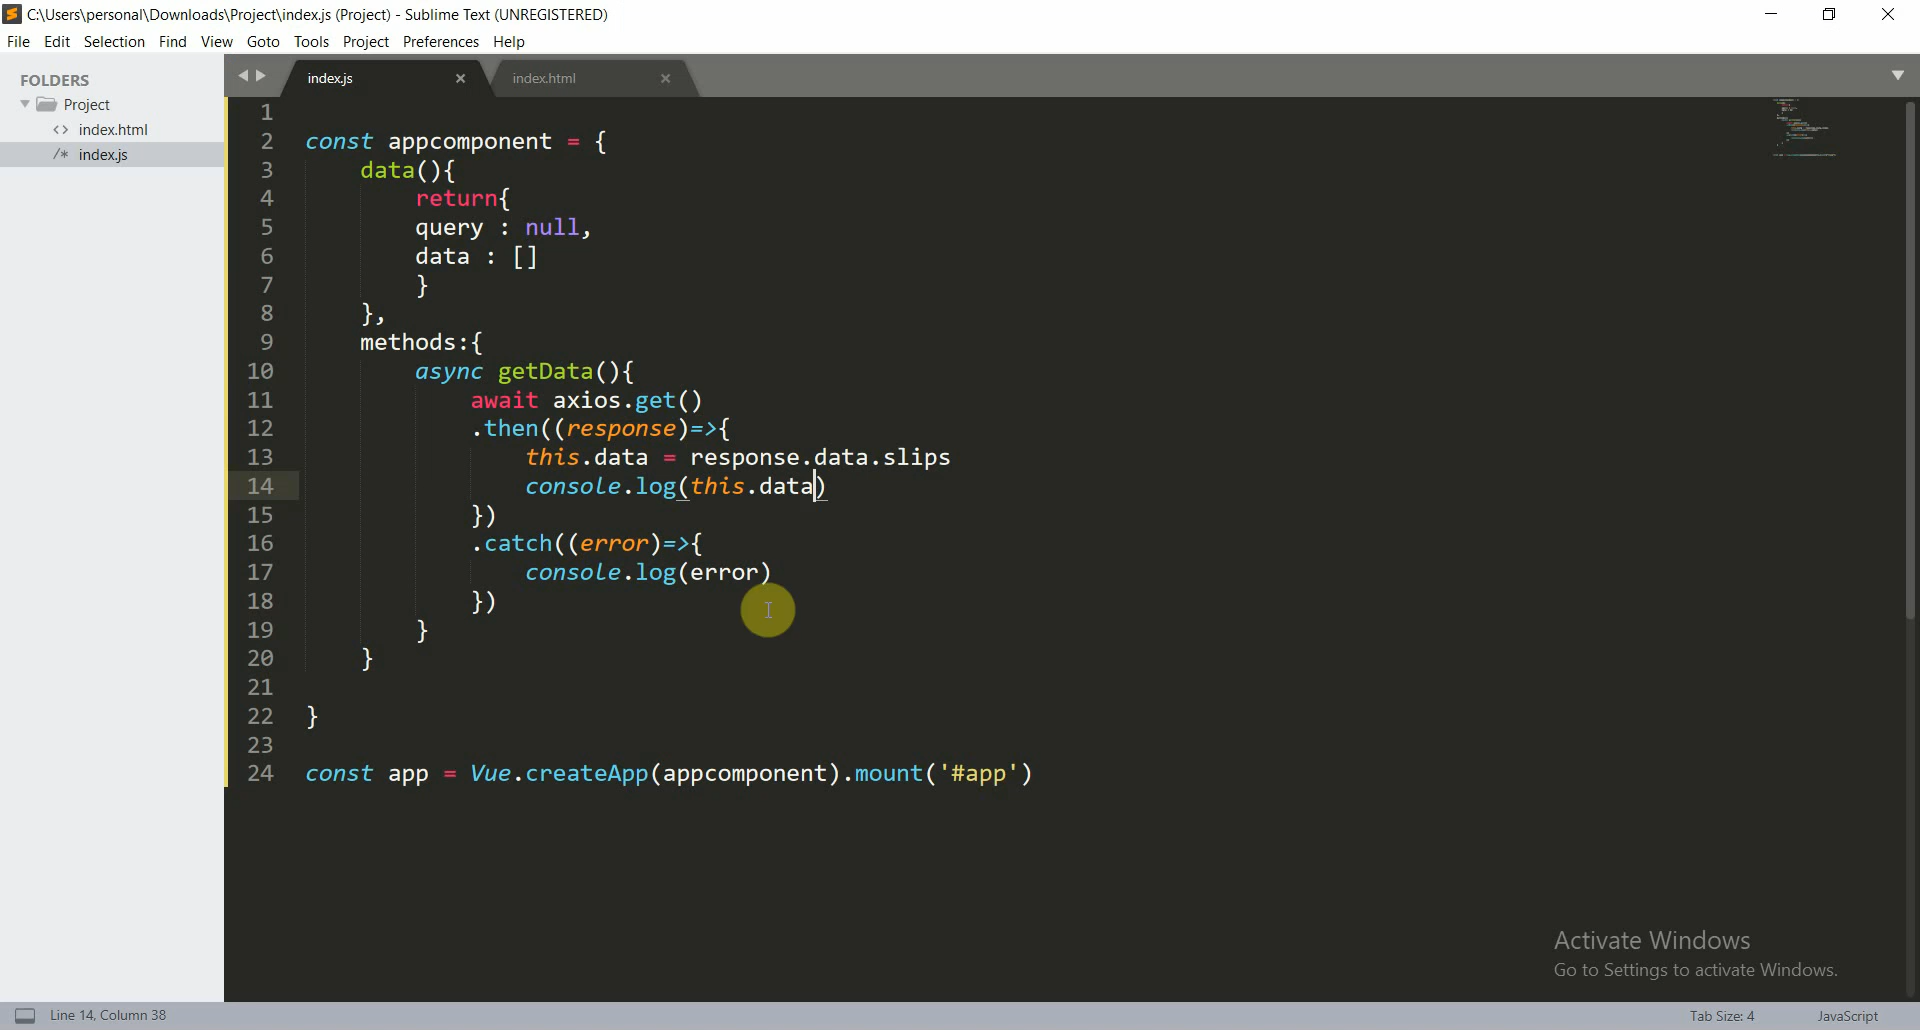 C:\Users\personal\Downloads\Project\index.js (Project) - Sublime Text (UNREGISTERED)
File Edit Selection Find View Goto Tools Project Preferences Help
FOLDERS
Project
<> index.html
/* index.js
index.js
index.html
1
2 const appcomponent = {
3 data(){
4 return{
5 query : null,
6 data : []
7 }
8 },
9 methods:{
10 async getData(){
11 await axios.get()
12 .then((response)=>{
13 this.data = response.data.slips
14 console.log(this.data)
15 })
16 .catch((error)=>{
17 console.log(error)
18 })
19 }
20 }
21
22 }
23
24 const app = Vue.createApp(appcomponent).mount('#app')
Activate Windows
Go to Settings to activate Windows.
Line 14, Column 38
Tab Size: 4
JavaScript